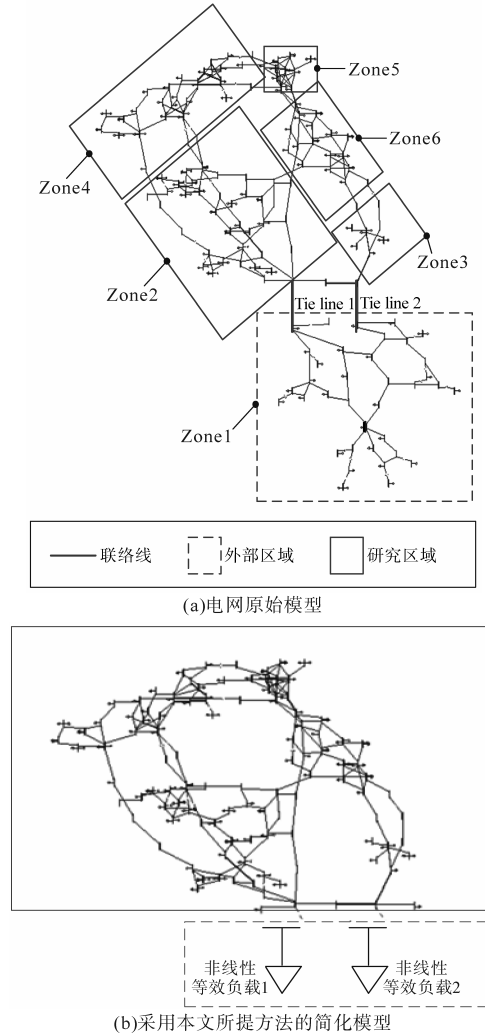 Zone5
Zone6
Zone4
Zone3
Zone2
Tie line 1 Tie line 2
Zone1
联络线 外部区域 研究区域
(a)电网原始模型
非线性 非线性
等效负载1 等效负载2
(b)采用本文所提方法的简化模型